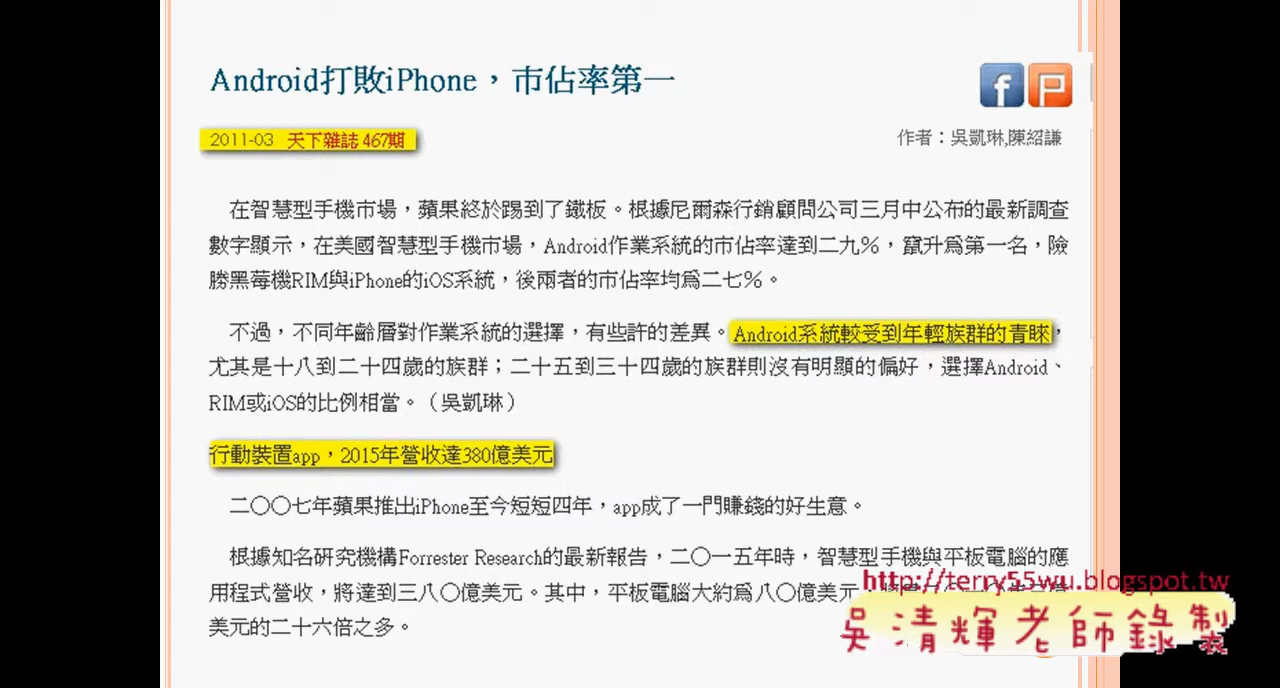 Android打敗iPhone，市佔率第一
2011-03 天下雜誌 467期
作者：吳凱琳,陳紹謙
在智慧型手機市場，蘋果終於踢到了鐵板。根據尼爾森行銷顧問公司三月中公布的最新調查
數字顯示，在美國智慧型手機市場，Android作業系統的市佔率達到二九％，竄升為第一名，險
勝黑莓機RIM與iPhone的iOS系統，後兩者的市佔率均為二七％。
不過，不同年齡層對作業系統的選擇，有些許的差異。Android系統較受到年輕族群的青睞，
尤其是十八到二十四歲的族群；二十五到三十四歲的族群則沒有明顯的偏好，選擇Android、
RIM或iOS的比例相當。（吳凱琳）
行動裝置app，2015年營收達380億美元
二〇〇七年蘋果推出iPhone至今短短四年，app成了一門賺錢的好生意。
根據知名研究機構Forrester Research的最新報告，二〇一五年時，智慧型手機與平板電腦的應
用程式營收，將達到三八〇億美元。其中，平板電腦大約為八〇億美元
美元的二十六倍之多。
http://terry55wu.blogspot.tw
吳清輝老師錄製